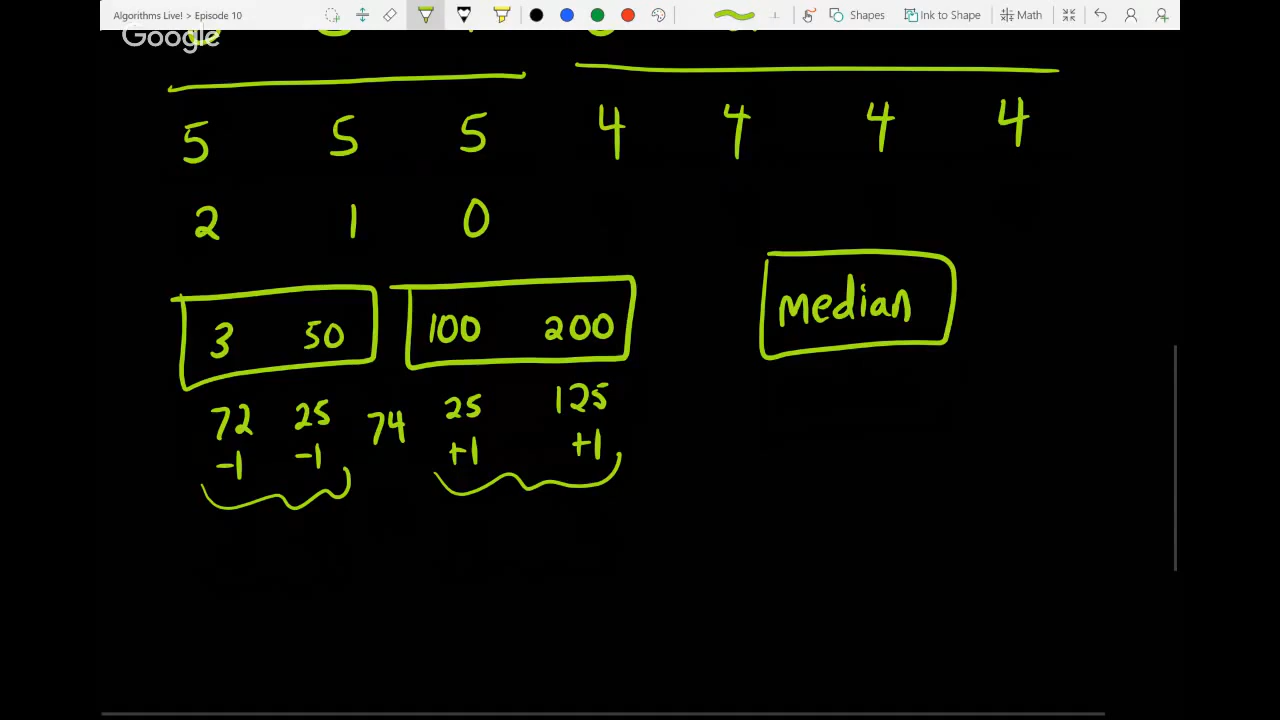 Algorithms Live! > Episode 10
Shapes
Ink to Shape
Math
Google
5 5 5 4 4 4 4
2 1 0
median
3 50 100 200
72 25 74 25 125
-1 -1 +1 +1